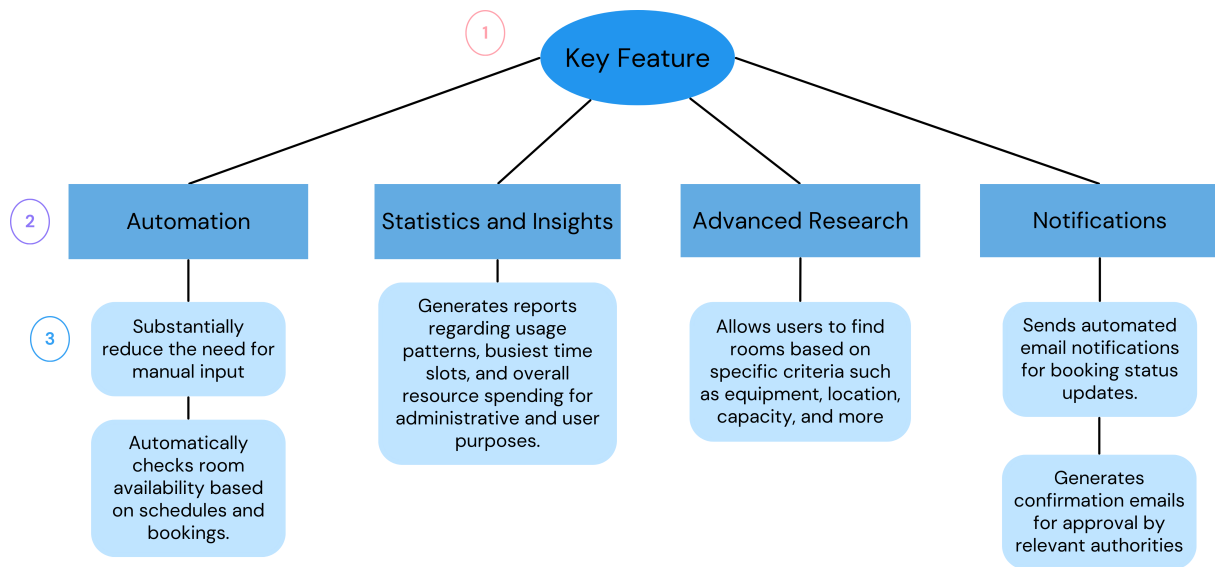 1
Key Feature
2
Automation
Statistics and Insights
Advanced Research
Notifications
3
Substantially
reduce the need for
manual input
Automatically
checks room
availability based
on schedules and
bookings.
Generates reports
regarding usage
patterns, busiest time
slots, and overall
resource spending for
administrative and user
purposes.
Allows users to find
rooms based on
specific criteria such
as equipment, location,
capacity, and more
Sends automated
email notifications
for booking status
updates.
Generates
confirmation emails
for approval by
relevant authorities